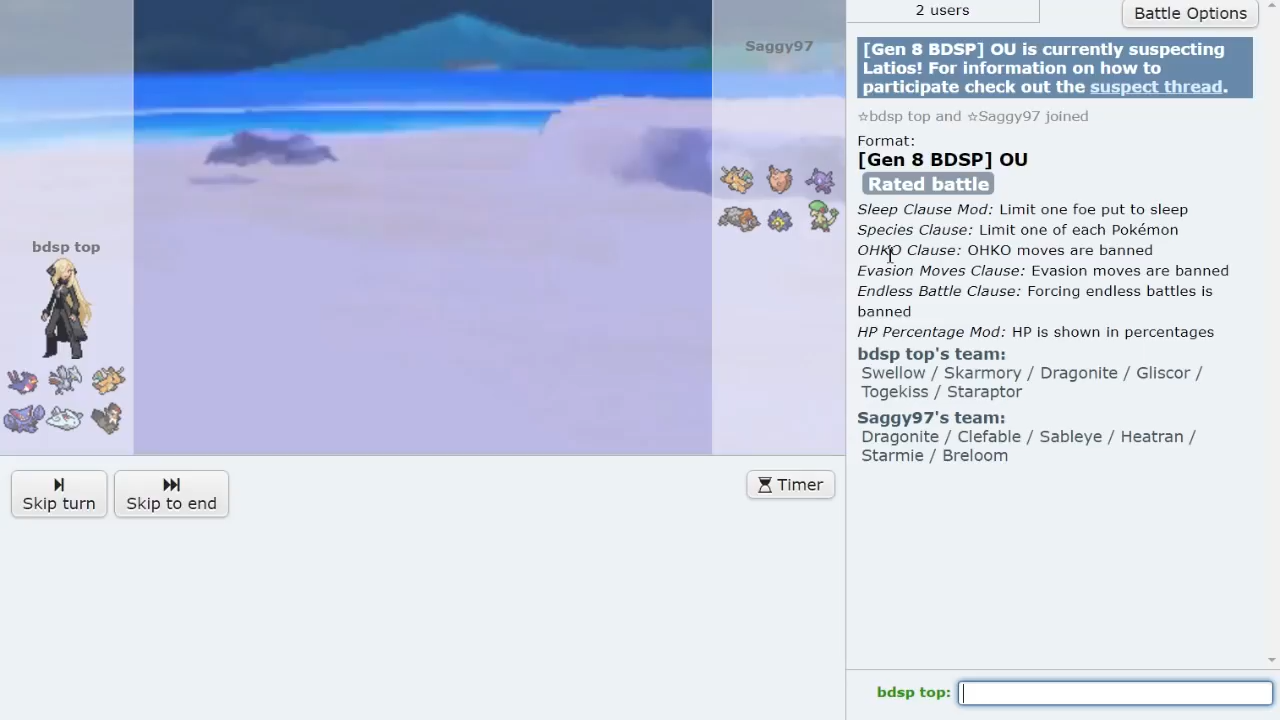 2 users
Battle Options
Saggy97
[Gen 8 BDSP] OU is currently suspecting
Latios! For information on how to
participate check out the suspect thread.
☆bdsp top and ☆Saggy97 joined
Format:
[Gen 8 BDSP] OU
Rated battle
Sleep Clause Mod: Limit one foe put to sleep
Species Clause: Limit one of each Pokémon
OHKO Clause: OHKO moves are banned
Evasion Moves Clause: Evasion moves are banned
Endless Battle Clause: Forcing endless battles is
banned
HP Percentage Mod: HP is shown in percentages
bdsp top's team:
Swellow / Skarmory / Dragonite / Gliscor /
Togekiss / Staraptor
Saggy97's team:
Dragonite / Clefable / Sableye / Heatran /
Starmie / Breloom
bdsp top
Skip turn
Skip to end
Timer
bdsp top: